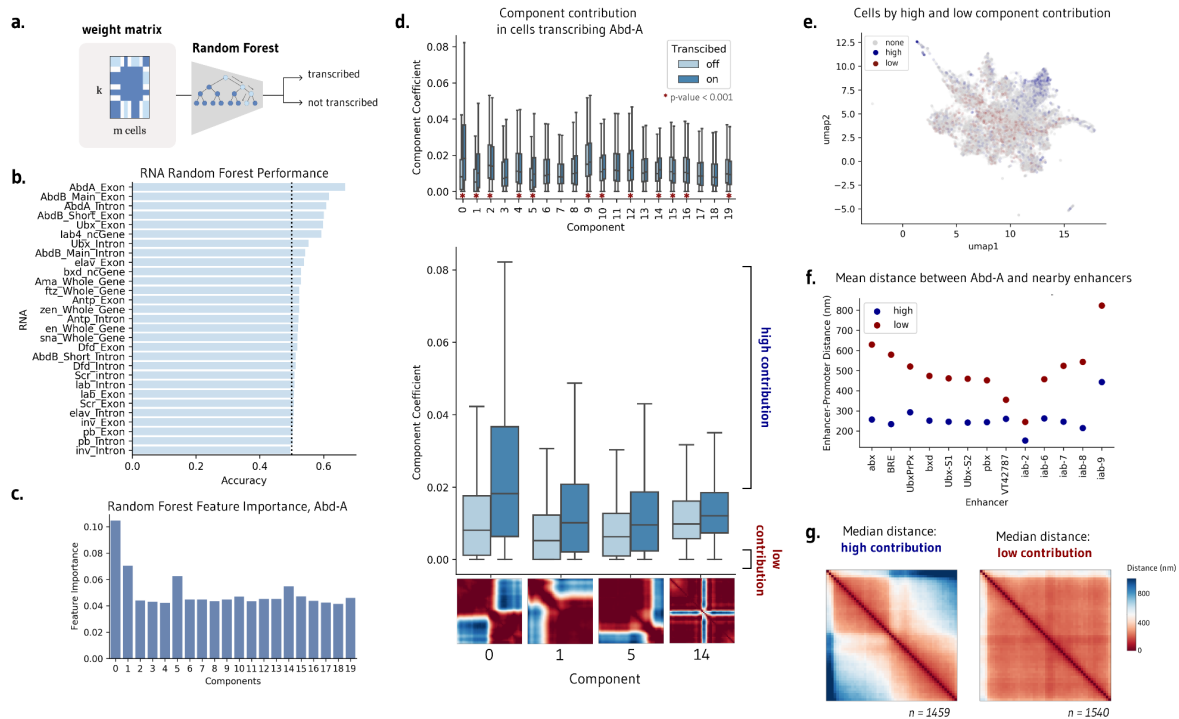 a.
weight matrix
k
m cells
Random Forest
transcribed
not transcribed
b.
RNA Random Forest Performance
RNA
AbdA_Exon
AbdB_Main_Exon
AbdA_Intron
AbdB_Short_Exon
Ubx_Exon
Iab4_ncGene
Ubx_Intron
AbdB_Main_Intron
elav_Exon
bxd_ncGene
Ama_Whole_Gene
ftz_Whole_Gene
Antp_Exon
zen_Whole_Gene
Antp_Intron
en_Whole_Gene
sna_Whole_Gene
Dfd_Exon
AbdB_Short_Intron
Dfd_Intron
Scr_intron
lab_Intron
lab_Exon
Scr_Exon
elav_Intron
inv_Exon
pb_Exon
pb_Intron
inv_Intron
0.0 0.2 0.4 0.6
Accuracy
c.
Random Forest Feature Importance, Abd-A
Feature Importance
0.10
0.08
0.06
0.04
0.02
0.00
0 1 2 3 4 5 6 7 8 9 10 11 12 13 14 15 16 17 18 19
Components
d.
Component contribution
in cells transcribing Abd-A
Transcibed
off
on
* p-value < 0.001
Component Coefficient
0.08
0.06
0.04
0.02
0.00
* * * * * * * * * * * *
0 1 2 3 4 5 6 7 8 9 10 11 12 13 14 15 16 17 18 19
Component
Component Coefficient
0.08
0.06
0.04
0.02
0.00
high contribution
low
contribution
0 1 5 14
Component
e.
Cells by high and low component contribution
none
high
low
umap2
12.5
10.0
7.5
5.0
2.5
0.0
−2.5
−5.0
0 5 10 15
umap1
f.
Mean distance between Abd-A and nearby enhancers
high
low
Enhancer-Promoter Distance (nm)
800
700
600
500
400
300
200
abx BRE UbxPrPx bxd Ubx-S1 Ubx-S2 pbx VT42787 iab-2 iab-6 iab-7 iab-8 iab-9
Enhancer
g.
Median distance:
high contribution
n = 1459
Median distance:
low contribution
n = 1540
Distance (nm)
800
400
0